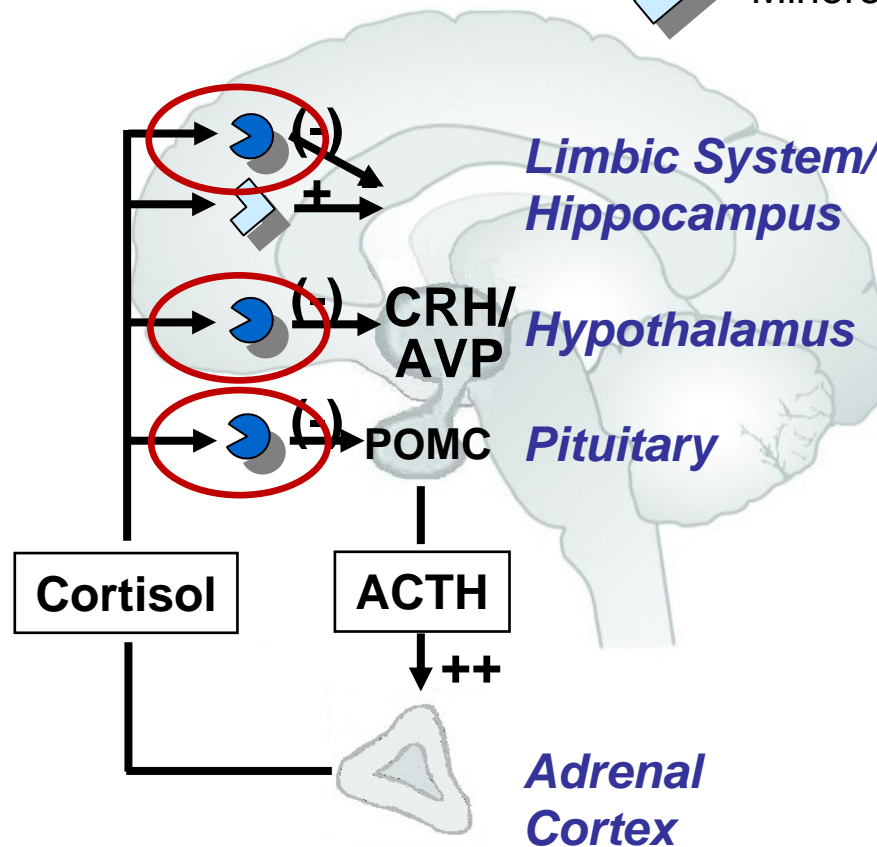 (-)
Limbic System/
+
Hippocampus
(-)
CRH/
AVP
Hypothalamus
(-)
POMC
Pituitary
Cortisol
ACTH
++
Adrenal
Cortex